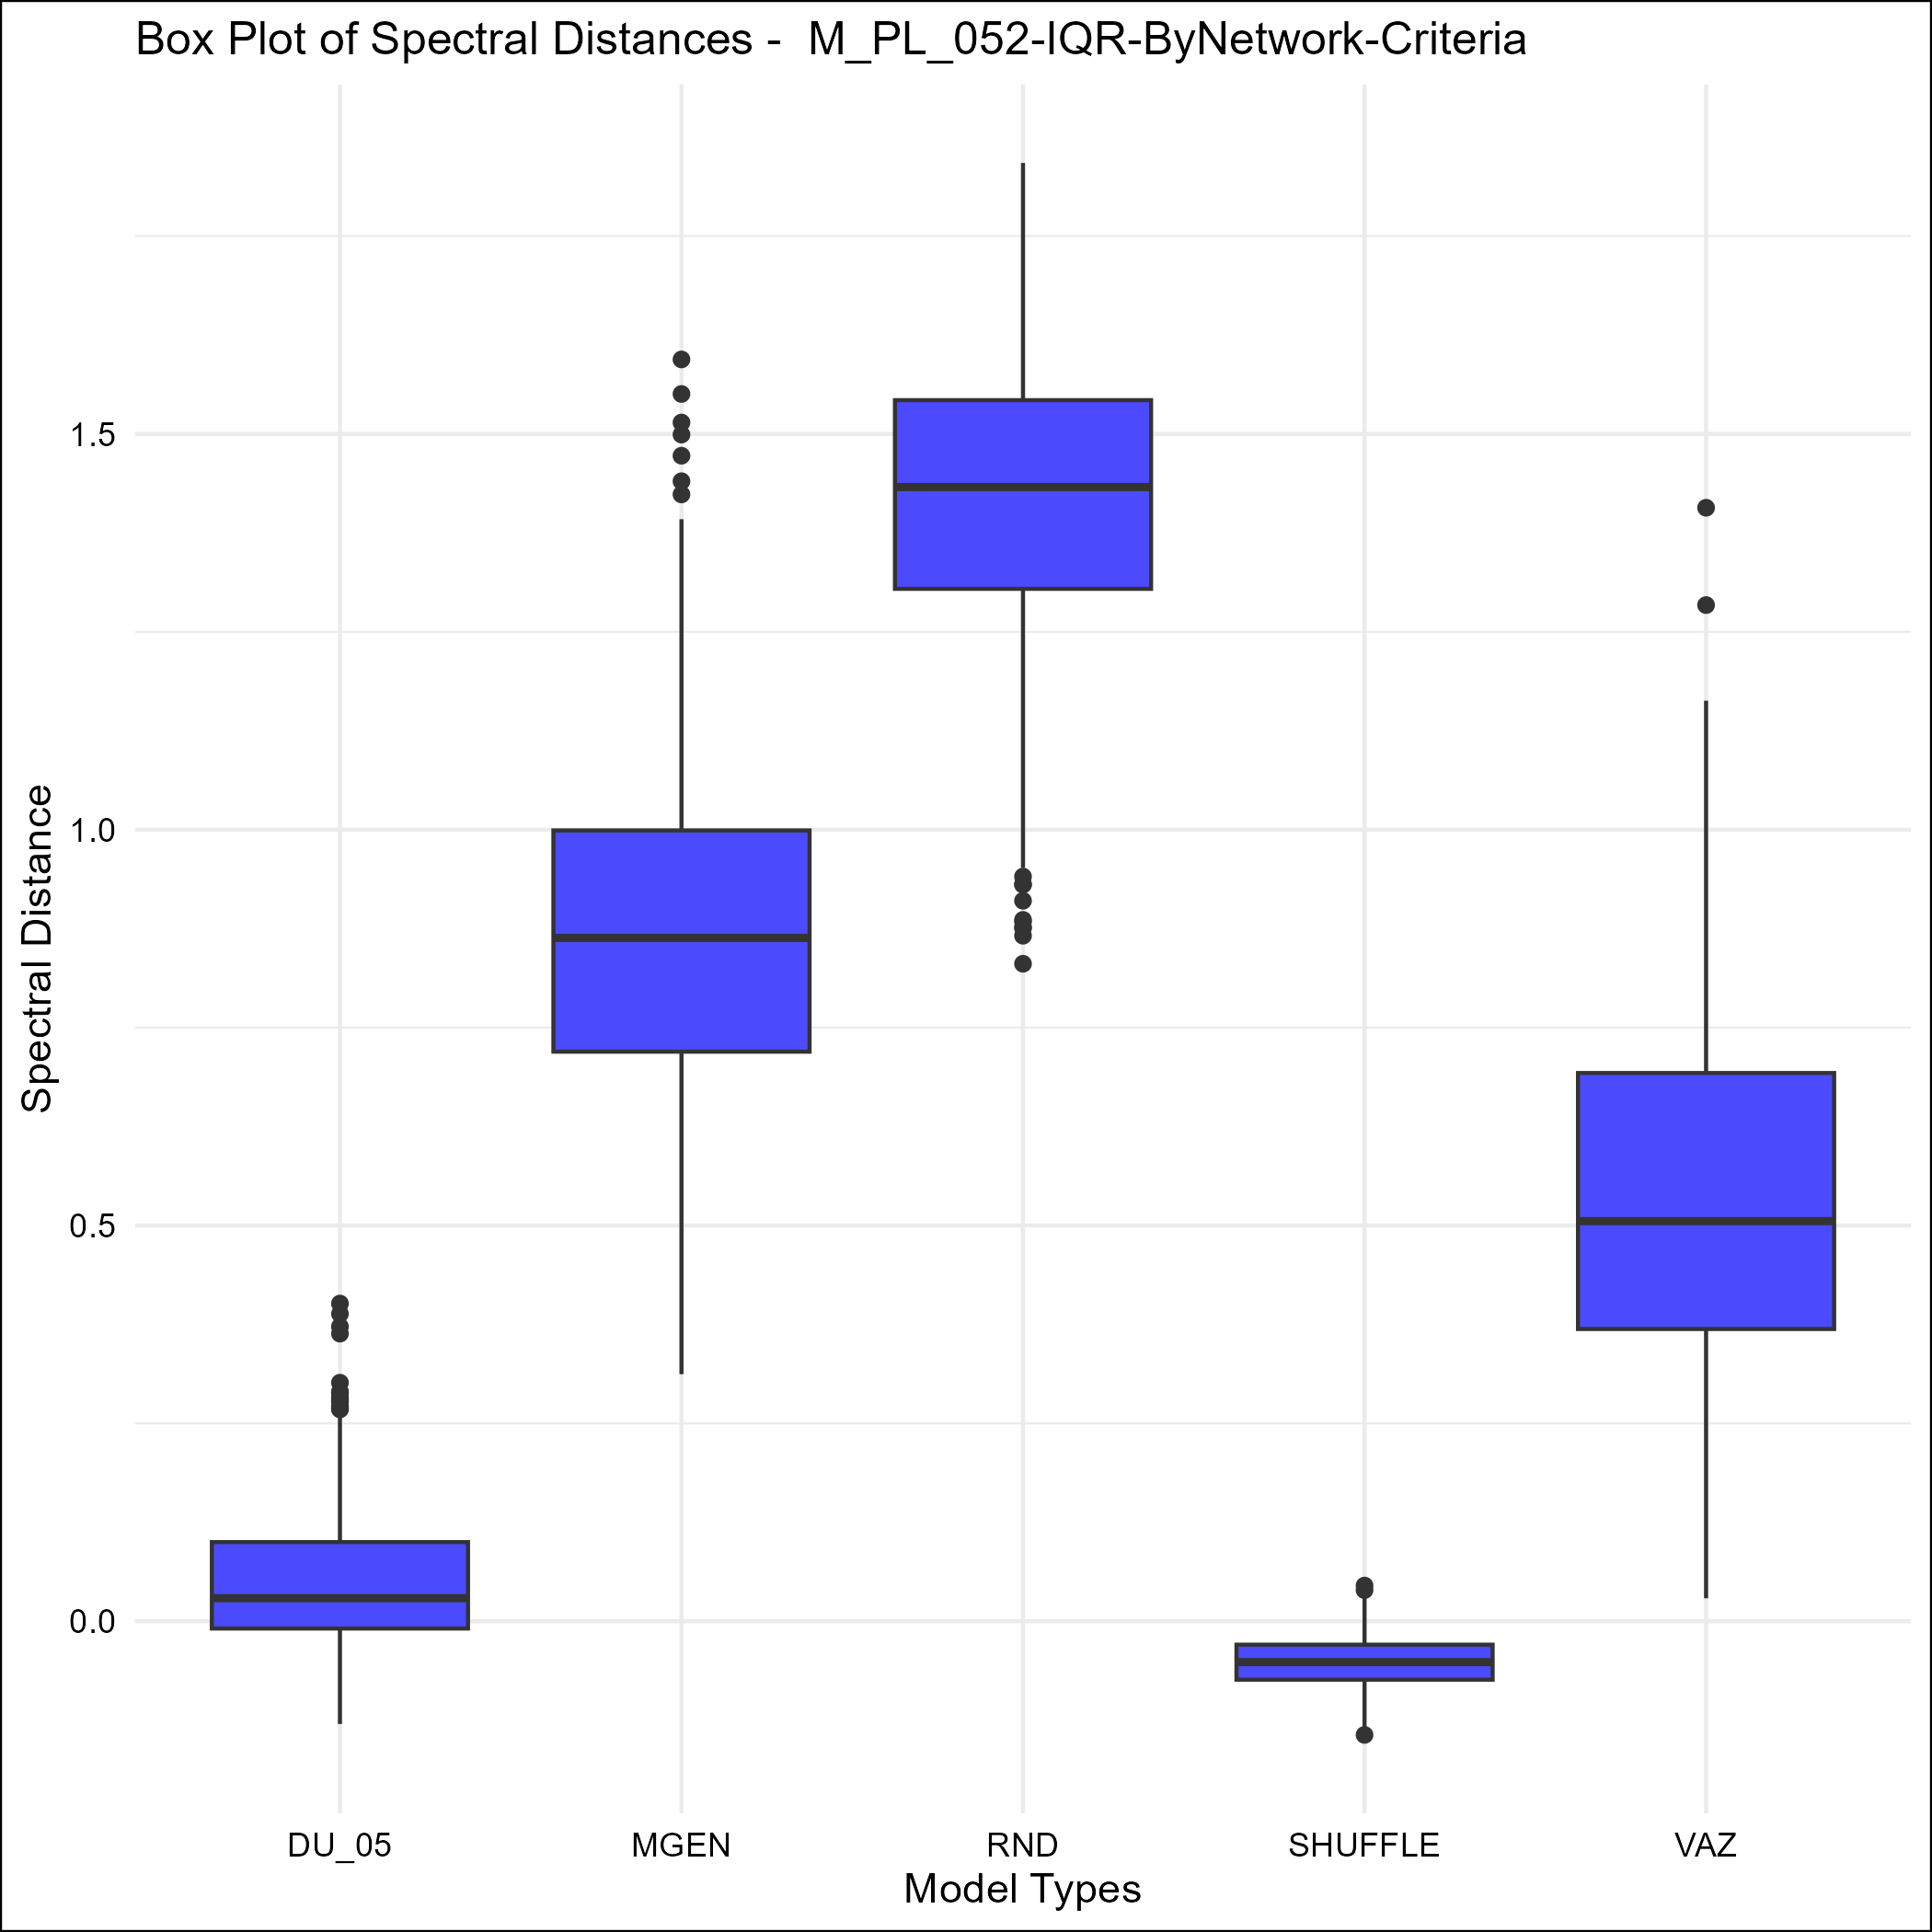 Box Plot of Spectral Distances -  M_PL_052-IQR-ByNetwork-Criteria
Spectral Distance
1.5
1.0
0.5
0.0
DU_05 MGEN RND SHUFFLE VAZ
Model Types